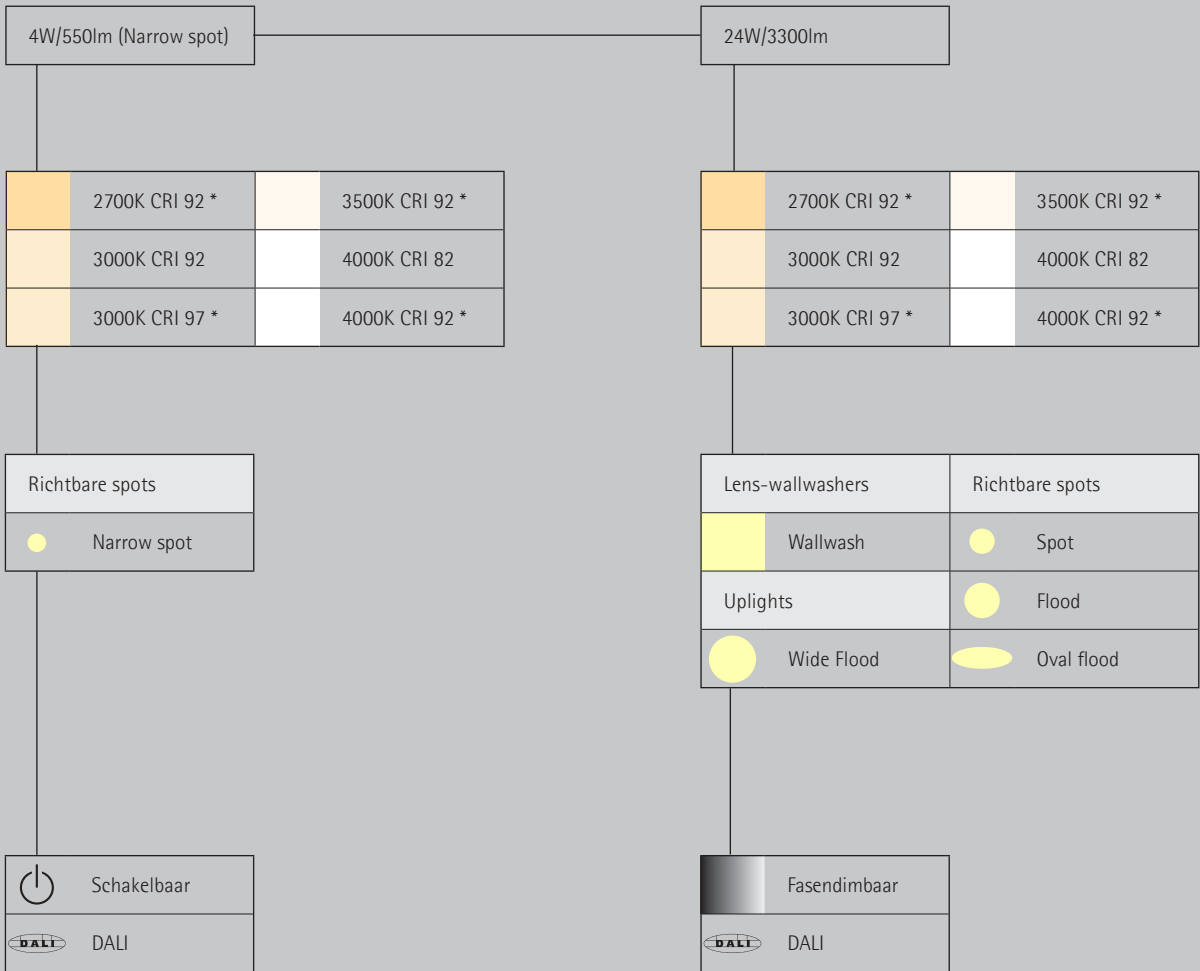 4W/550lm (Narrow spot)
24W/3300lm
2700K CRI 92 *
3500K CRI 92 *
3000K CRI 92
4000K CRI 82
3000K CRI 97 *
4000K CRI 92 *
2700K CRI 92 *
3500K CRI 92 *
3000K CRI 92
4000K CRI 82
3000K CRI 97 *
4000K CRI 92 *
Richtbare spots
Narrow spot
Lens-wallwashers
Richtbare spots
Wallwash
Spot
Uplights
Flood
Wide Flood
Oval flood
Schakelbaar
DALI DALI
Fasendimbaar
DALI DALI